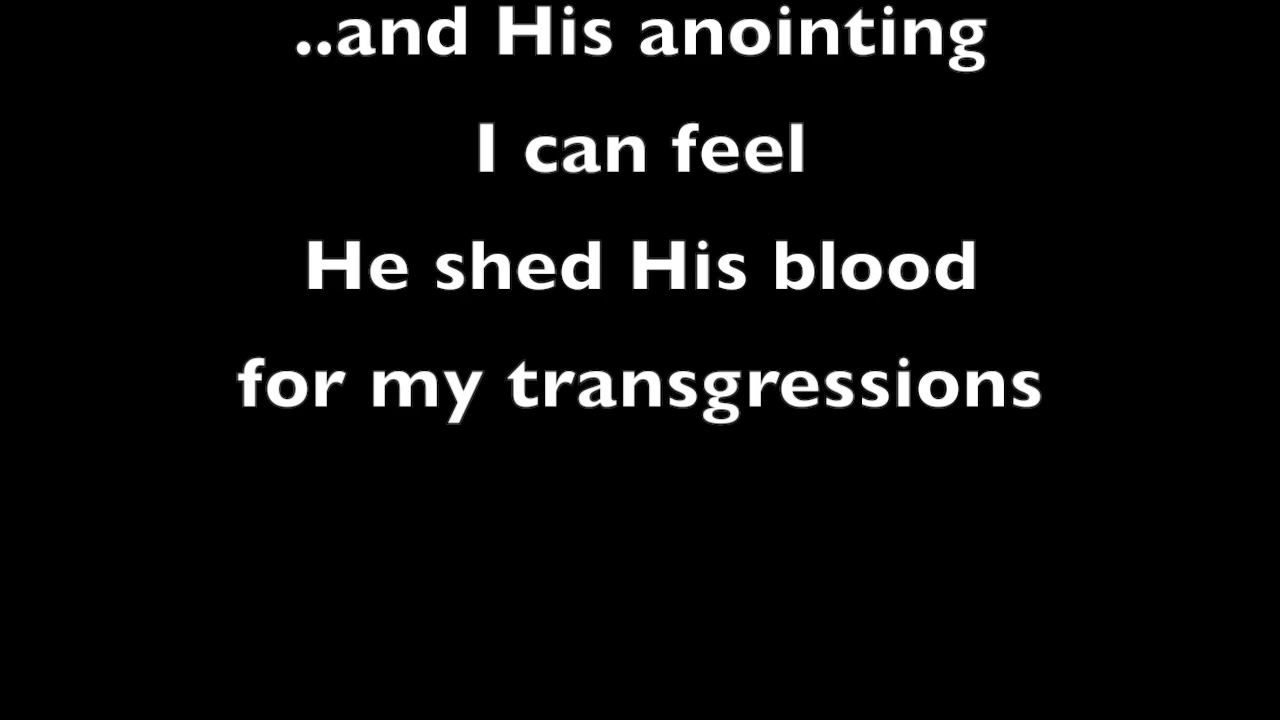 ..and His anointing
I can feel
He shed His blood
for my transgressions